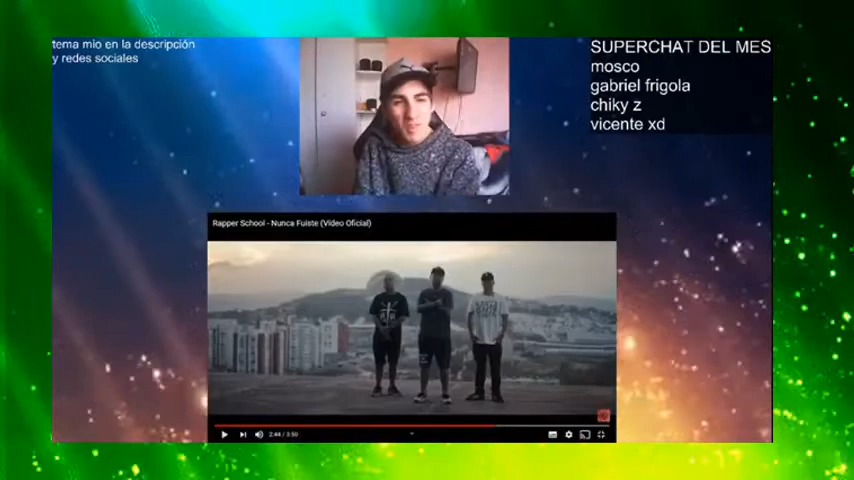 tema mio en la descripción
y redes sociales
SUPERCHAT DEL MES
mosco
gabriel frigola
chiky z
vicente xd
Rapper School - Nunca Fuiste (Video Oficial)
2:44 / 3:50